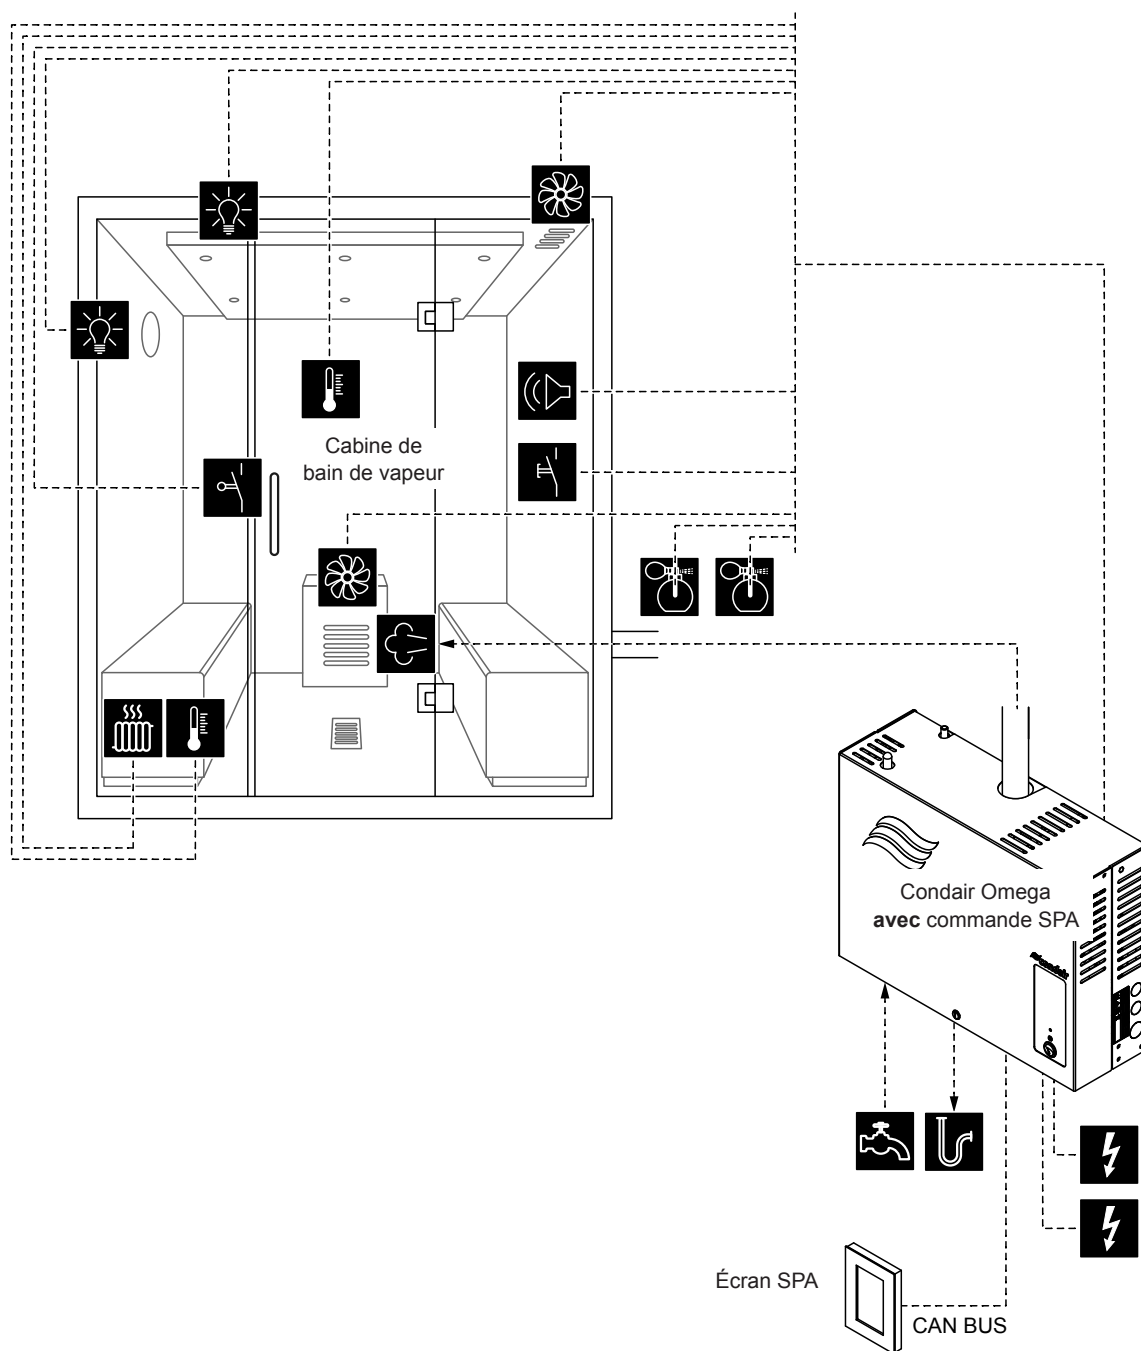 Cabine de
bain de vapeur
Condair Omega
avec commande SPA
Écran SPA
CAN BUS